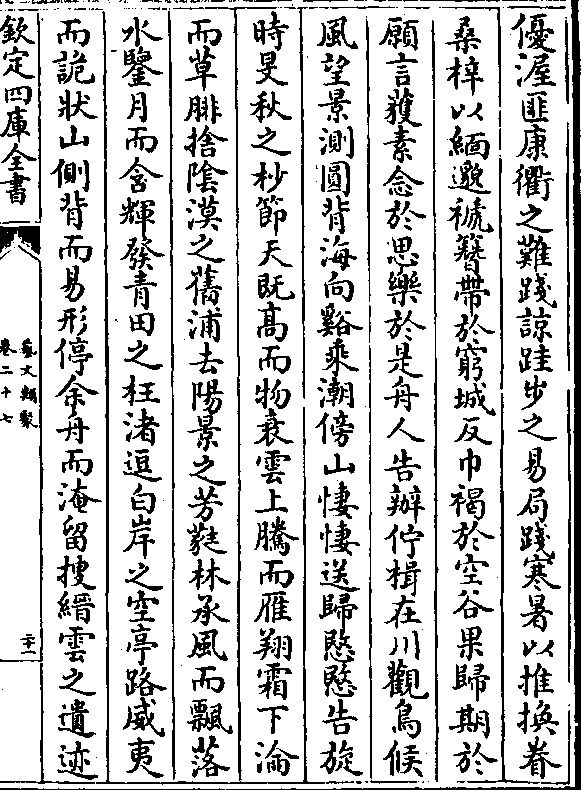 優渥匪康衢之難踐諒跬步之易局踐寒暑以推換眷
桑梓以緬邈褫簪帶於窮城反巾褐於空谷果歸期於
願言獲素念於思樂於是舟人告辦佇楫在川觀鳥候
風望景測圓背海向谿乘潮傍山悽悽送歸愍愍告旋
時旻秋之杪節天既髙而物衰雲上騰而雁翔霜下淪
而草腓捨隂漠之舊浦去陽景之芳蕤林承風而飄落
水鑒月而含輝發青田之枉渚逗白岸之空亭路威夷
而詭狀山側背而易形停余舟而淹留搜縉雲之遺迹
欽定四庫全書
藝文類聚
卷二十七
二十一